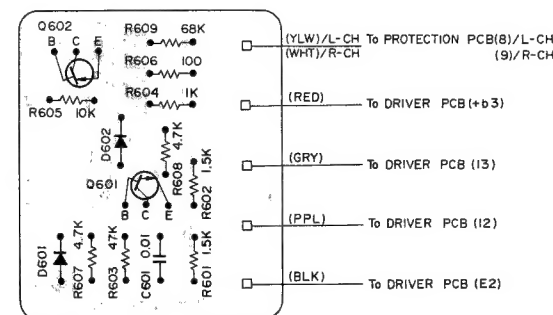 Q602
B C E
R609 68K
R606 100
R604 1K
R605 10K
D602
4.7K
R608
1.5K
R602
Q601
B C E
D601
4.7K
R607
47K
R603
0.01
C601
1.5K
R601
(YLW)/L-CH To PROTECTION PCB(8)/L-CH
(WHT)/R-CH (9)/R-CH
(RED) To DRIVER PCB(+b3)
(GRY) To DRIVER PCB (13)
(PPL) To DRIVER PCB (12)
(BLK) To DRIVER PCB (E2)